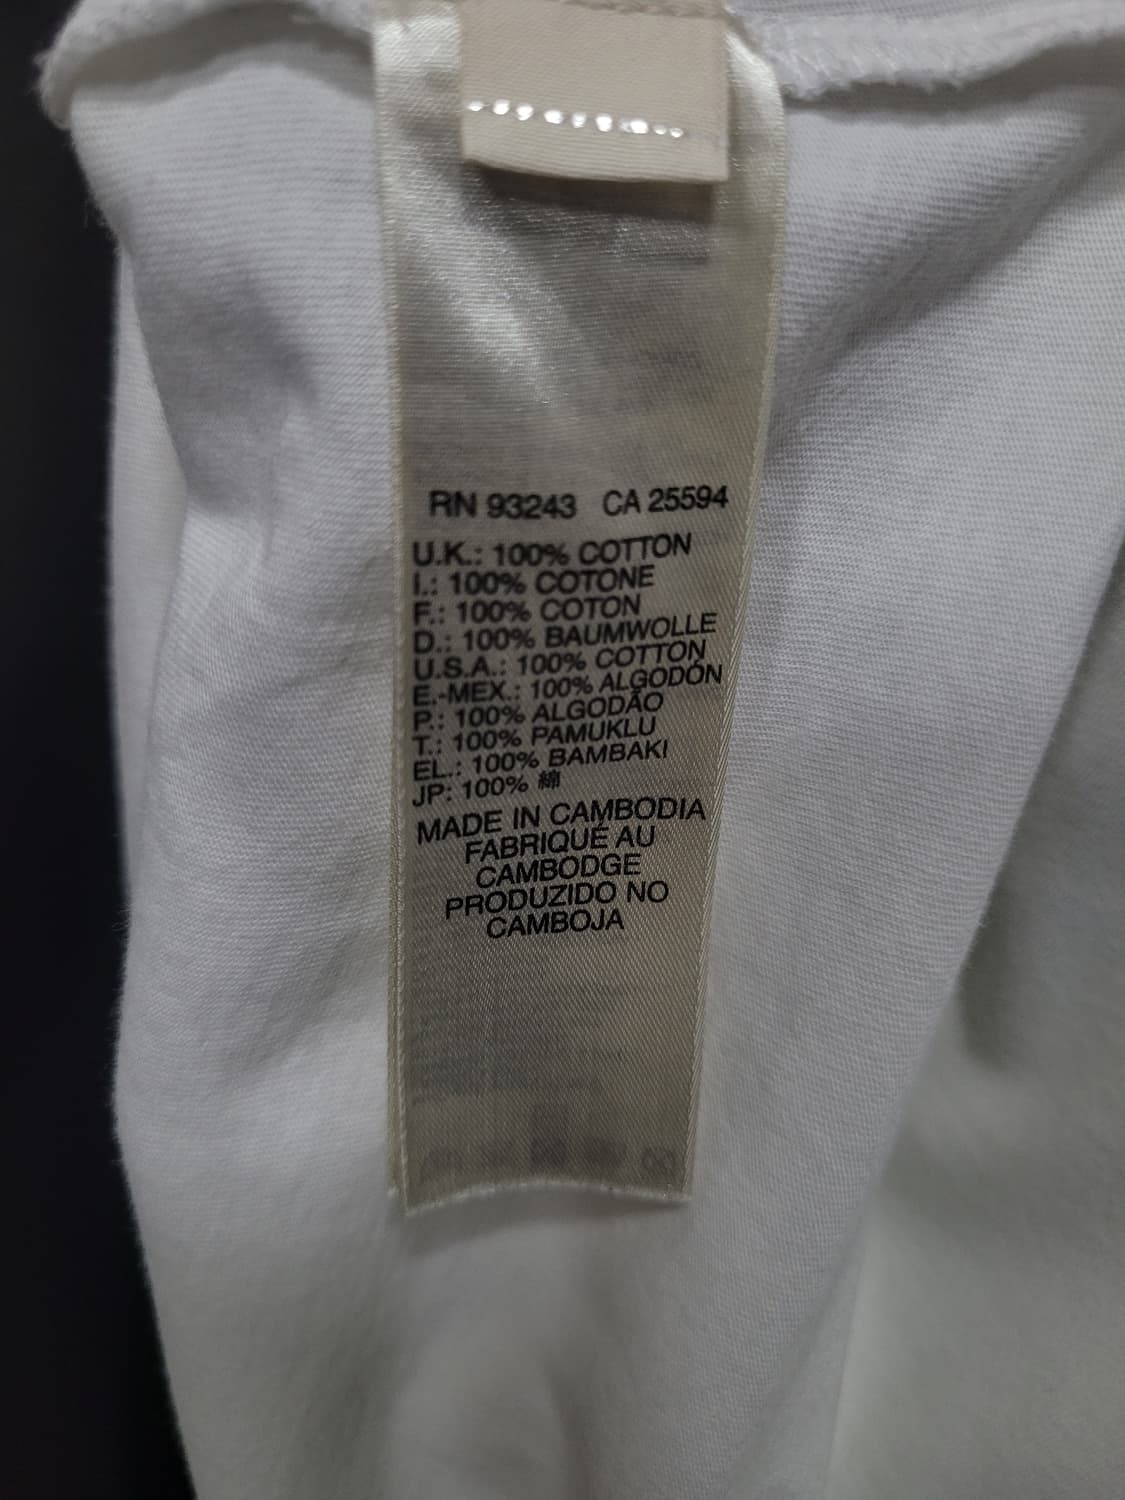 RN 93243 CA 25594
U.K.: 100% COTTON
I.: 100% COTONE
F.: 100% COTON
D.: 100% BAUMWOLLE
U.S.A.: 100% COTTON
E.-MEX.: 100% ALGODÓN
P.: 100% ALGODÃO
T.: 100% PAMUKLU
EL.: 100% BAMBAKI
JP: 100% 綿
MADE IN CAMBODIA
FABRIQUÉ AU
CAMBODGE
PRODUZIDO NO
CAMBOJA